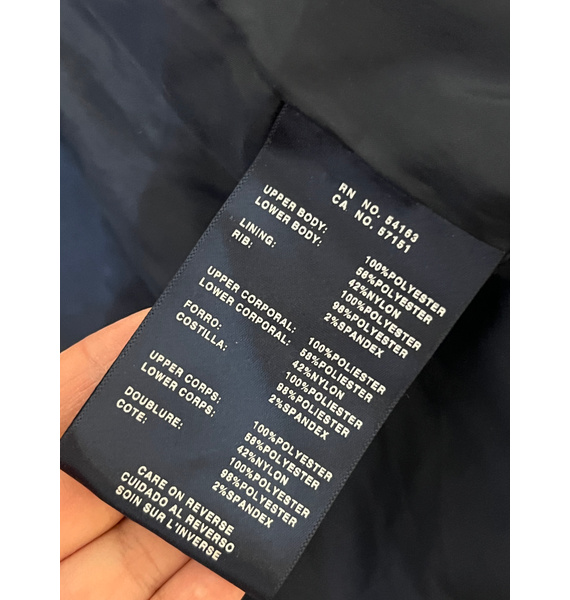 RN NO. 54163
CA NO. 57151
UPPER BODY: 100%POLYESTER
LOWER BODY: 58%POLYESTER
42%NYLON
LINING: 100%POLYESTER
RIB: 98%POLYESTER
2%SPANDEX
UPPER CORPORAL: 100%POLIESTER
LOWER CORPORAL: 58%POLIESTER
42%NYLON
FORRO: 100%POLIESTER
COSTILLA: 98%POLIESTER
2%SPANDEX
UPPER CORPS: 100%POLYESTER
LOWER CORPS: 58%POLYESTER
42%NYLON
DOUBLURE: 100%POLYESTER
COTE: 98%POLYESTER
2%SPANDEX
CARE ON REVERSE
CUIDADO AL REVERSO
SOIN SUR L'INVERSE